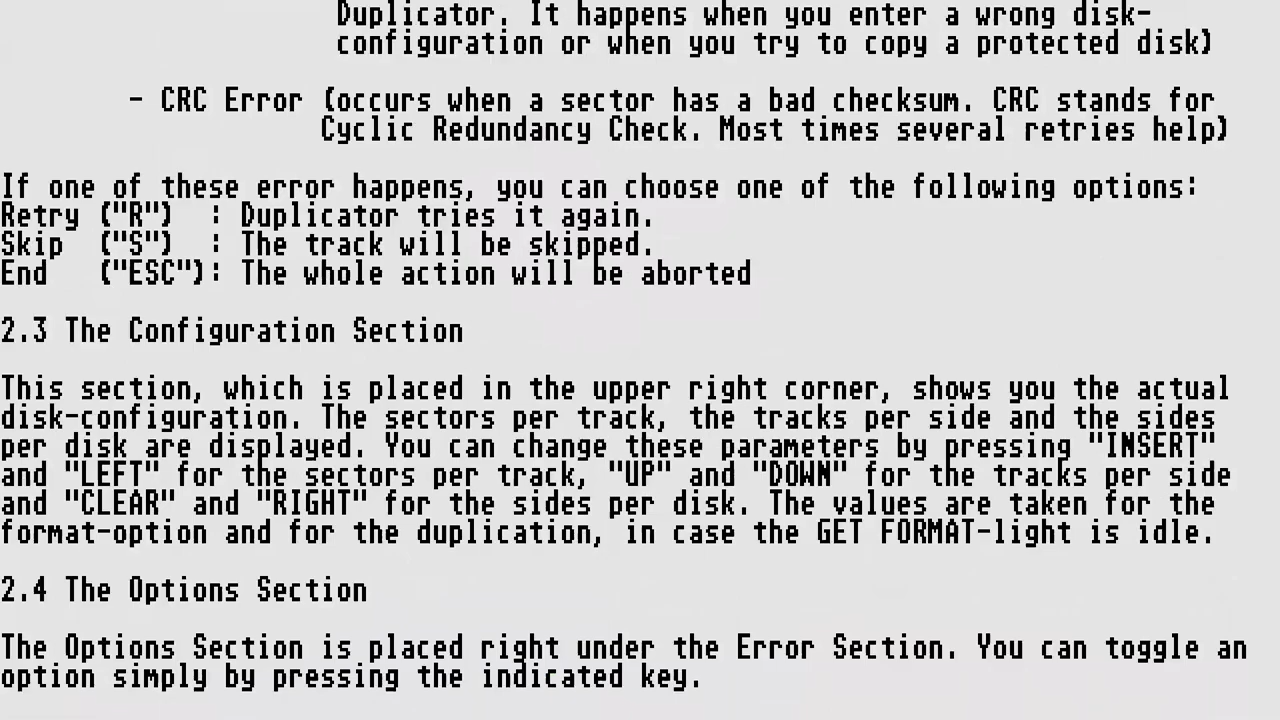 Duplicator. It happens when you enter a wrong disk-
configuration or when you try to copy a protected disk)
- CRC Error (occurs when a sector has a bad checksum. CRC stands for
Cyclic Redundancy Check. Most times several retries help)
If one of these error happens, you can choose one of the following options:
Retry ("R")  : Duplicator tries it again.
Skip  ("S")  : The track will be skipped.
End   ("ESC"): The whole action will be aborted
2.3 The Configuration Section
This section, which is placed in the upper right corner, shows you the actual
disk-configuration. The sectors per track, the tracks per side and the sides
per disk are displayed. You can change these parameters by pressing "INSERT"
and "LEFT" for the sectors per track, "UP" and "DOWN" for the tracks per side
and "CLEAR" and "RIGHT" for the sides per disk. The values are taken for the
format-option and for the duplication, in case the GET FORMAT-light is idle.
2.4 The Options Section
The Options Section is placed right under the Error Section. You can toggle an
option simply by pressing the indicated key.